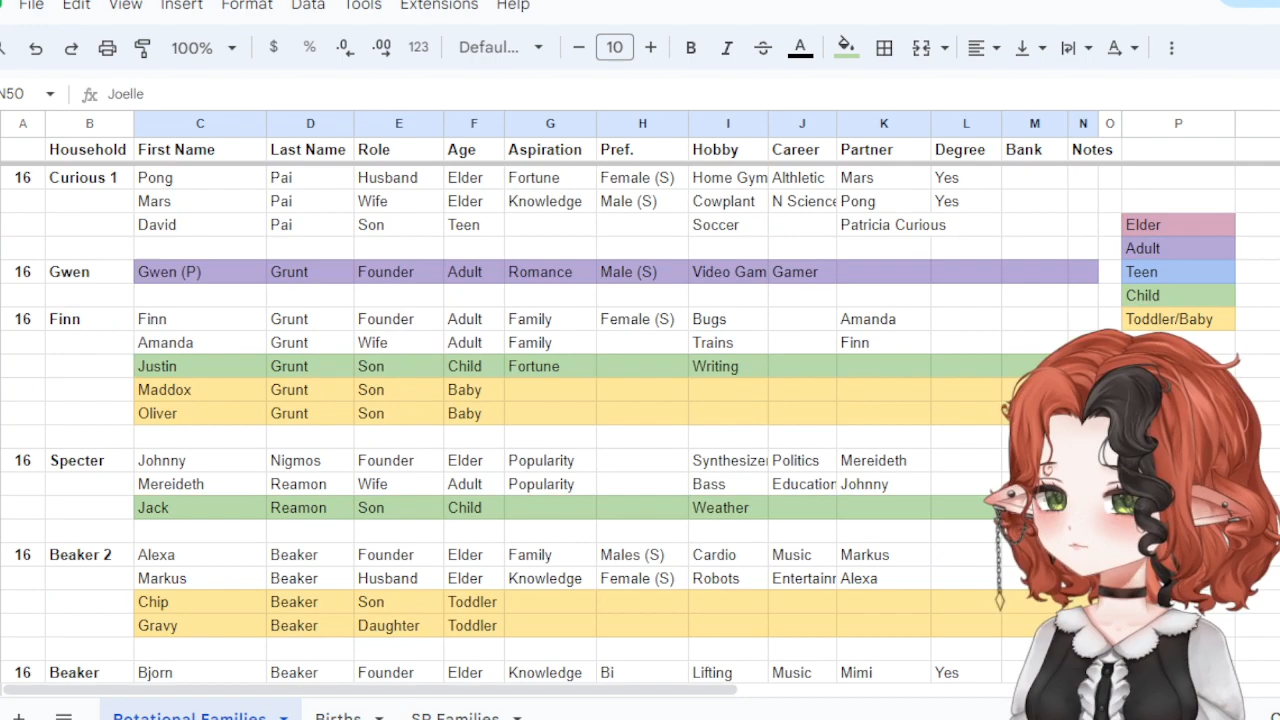 File Edit View Insert Format Data Tools Extensions Help
100% $ % .0 .00 123 Defaul... − 10 + B I A A
N50 fx Joelle
A B C D E F G H I J K L M N O P
Household First Name Last Name Role Age Aspiration Pref. Hobby Career Partner Degree Bank Notes
16 Curious 1 Pong Pai Husband Elder Fortune Female (S) Home Gym Althletic Mars Yes
Mars Pai Wife Elder Knowledge Male (S) Cowplant N Science Pong Yes
David Pai Son Teen Soccer Patricia Curious Elder
Adult
16 Gwen Gwen (P) Grunt Founder Adult Romance Male (S) Video Gam Gamer Teen
Child
16 Finn Finn Grunt Founder Adult Family Female (S) Bugs Amanda Toddler/Baby
Amanda Grunt Wife Adult Family Trains Finn
Justin Grunt Son Child Fortune Writing
Maddox Grunt Son Baby
Oliver Grunt Son Baby
16 Specter Johnny Nigmos Founder Elder Popularity Synthesizer Politics Mereideth
Mereideth Reamon Wife Adult Popularity Bass Education Johnny
Jack Reamon Son Child Weather
16 Beaker 2 Alexa Beaker Founder Elder Family Males (S) Cardio Music Markus
Markus Beaker Husband Elder Knowledge Female (S) Robots Entertainm Alexa
Chip Beaker Son Toddler
Gravy Beaker Daughter Toddler
16 Beaker Bjorn Beaker Founder Elder Knowledge Bi Lifting Music Mimi Yes
Rotational Families Births SP Families